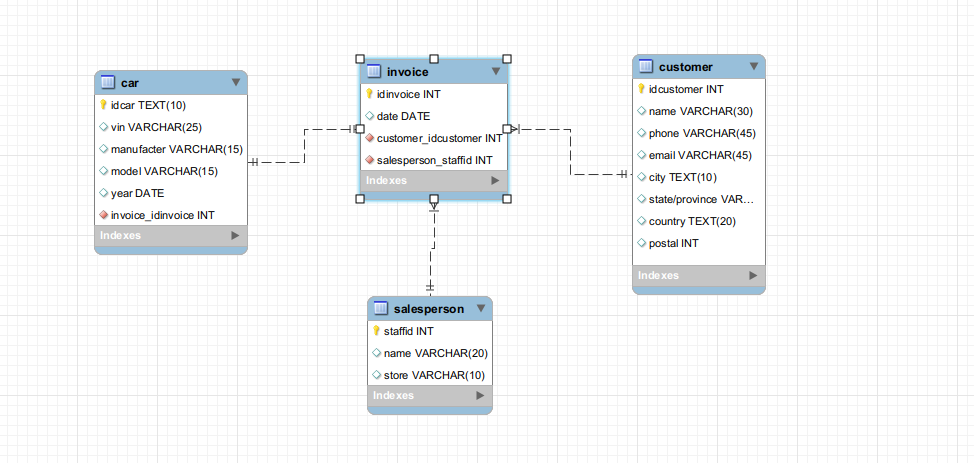 car
idcar TEXT(10)
vin VARCHAR(25)
manufacter VARCHAR(15)
model VARCHAR(15)
year DATE
invoice_idinvoice INT
Indexes
invoice
idinvoice INT
date DATE
customer_idcustomer INT
salesperson_staffid INT
Indexes
customer
idcustomer INT
name VARCHAR(30)
phone VARCHAR(45)
email VARCHAR(45)
city TEXT(10)
state/province VAR...
country TEXT(20)
postal INT
Indexes
salesperson
staffid INT
name VARCHAR(20)
store VARCHAR(10)
Indexes